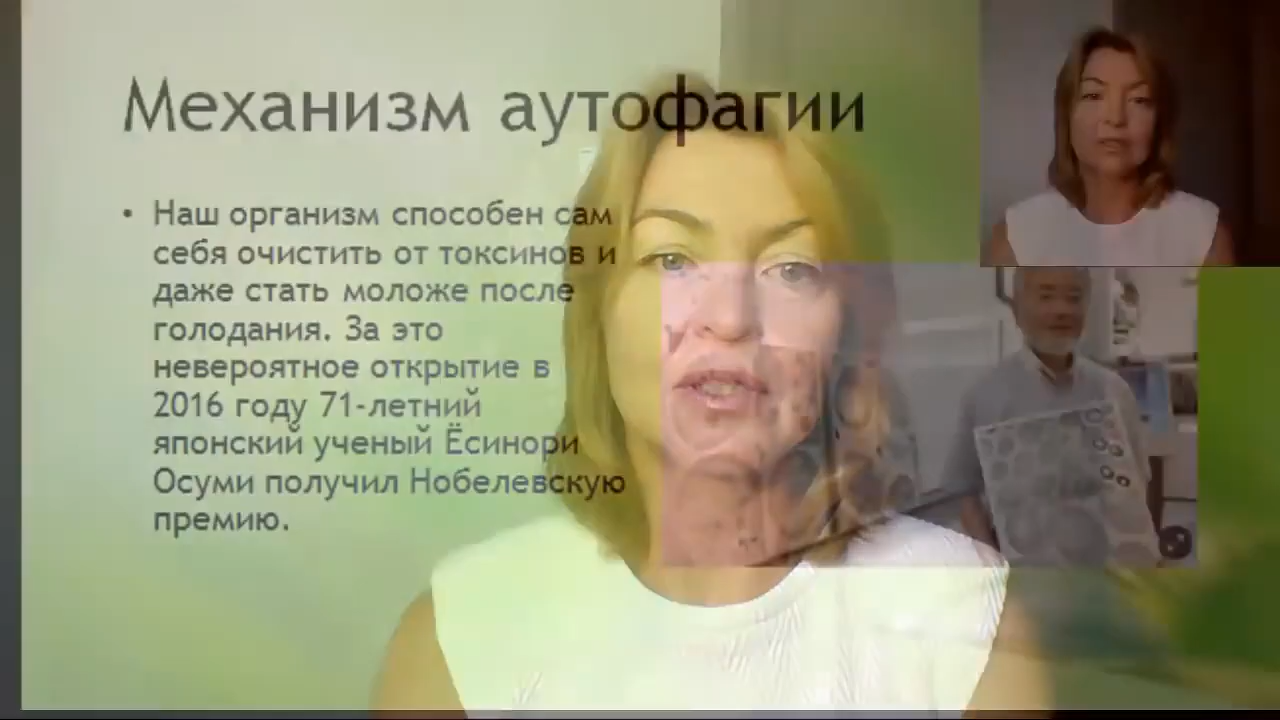 Механизм аутофагии
• Наш организм способен сам
себя очистить от токсинов и
даже стать моложе после
голодания. За это
невероятное открытие в
2016 году 71-летний
японский ученый Ёсинори
Осуми получил Нобелевскую
премию.